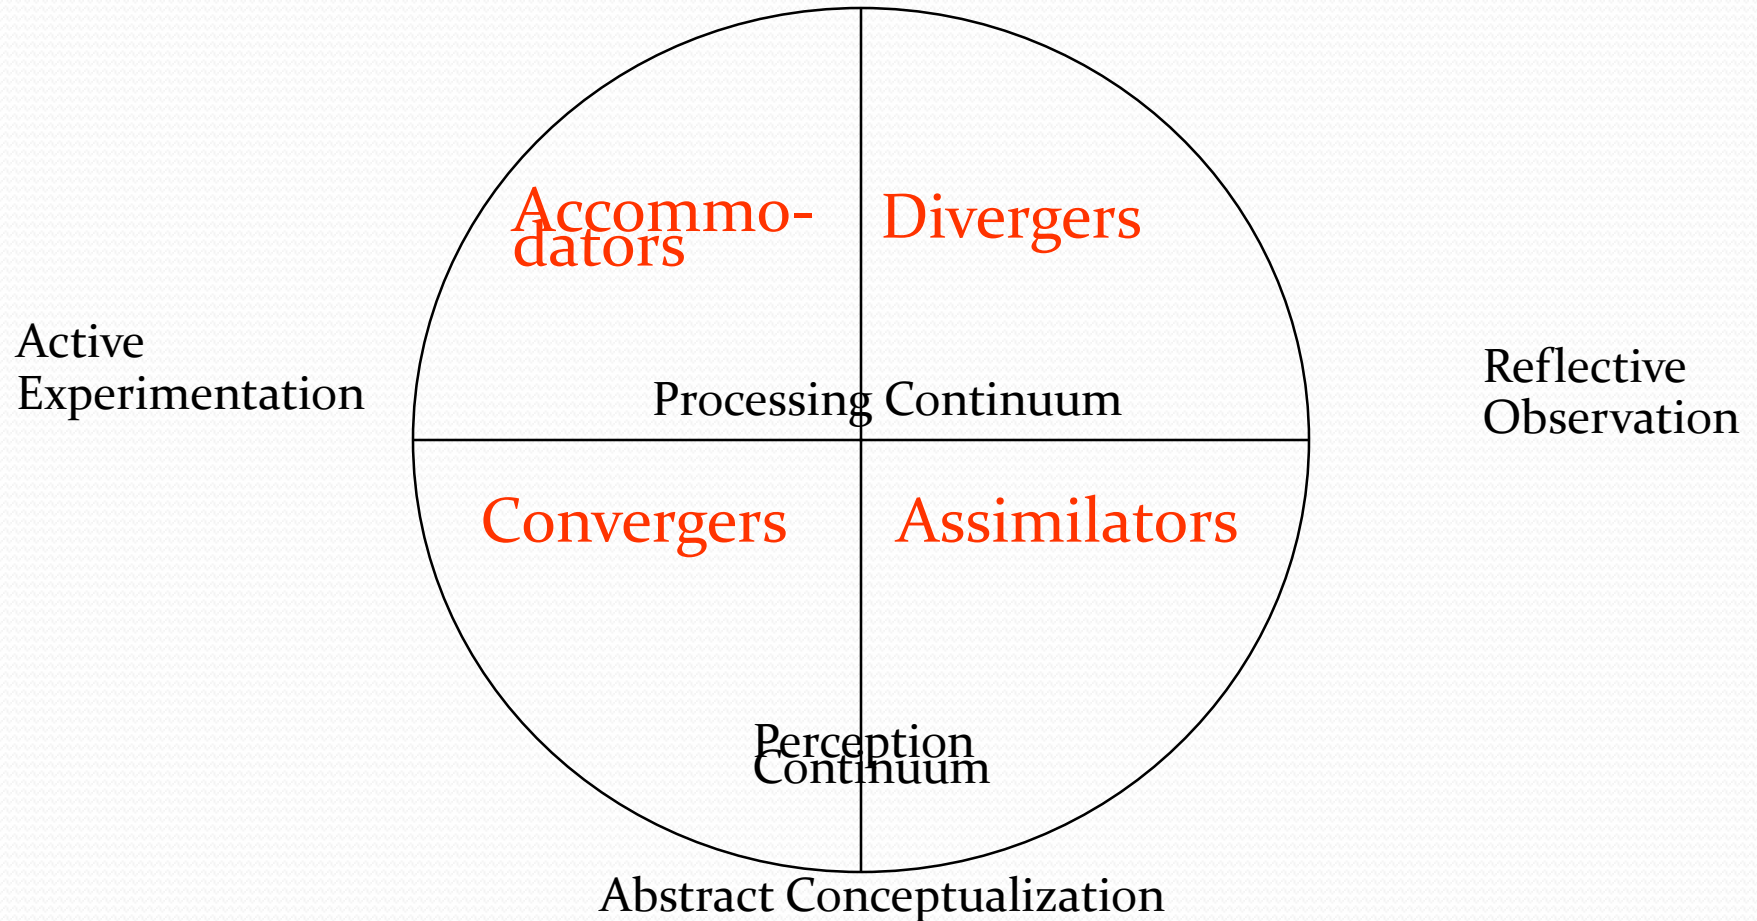 Accommo-
dators
Divergers
Active
Experimentation
Processing Continuum
Reflective
Observation
Convergers
Assimilators
Perception
Continuum
Abstract Conceptualization